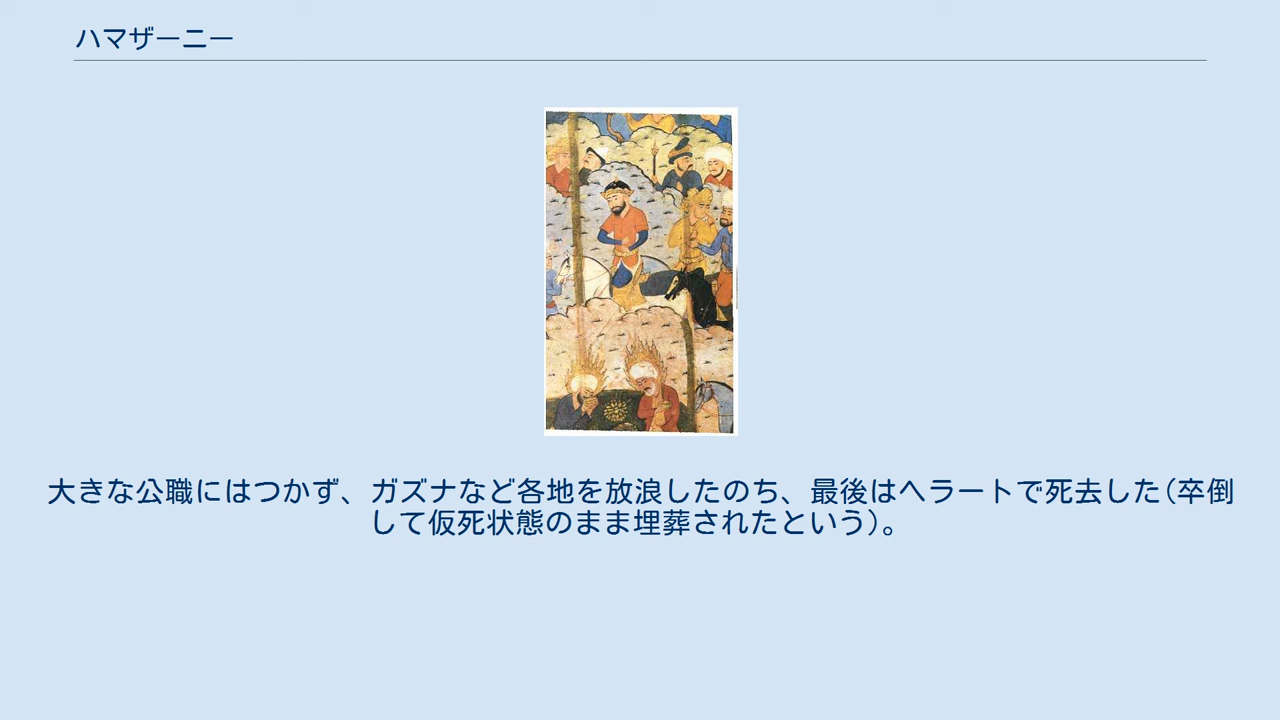 ハマザーニー
大きな公職にはつかず、ガズナなど各地を放浪したのち、最後はヘラートで死去した(卒倒
して仮死状態のまま埋葬されたという)。